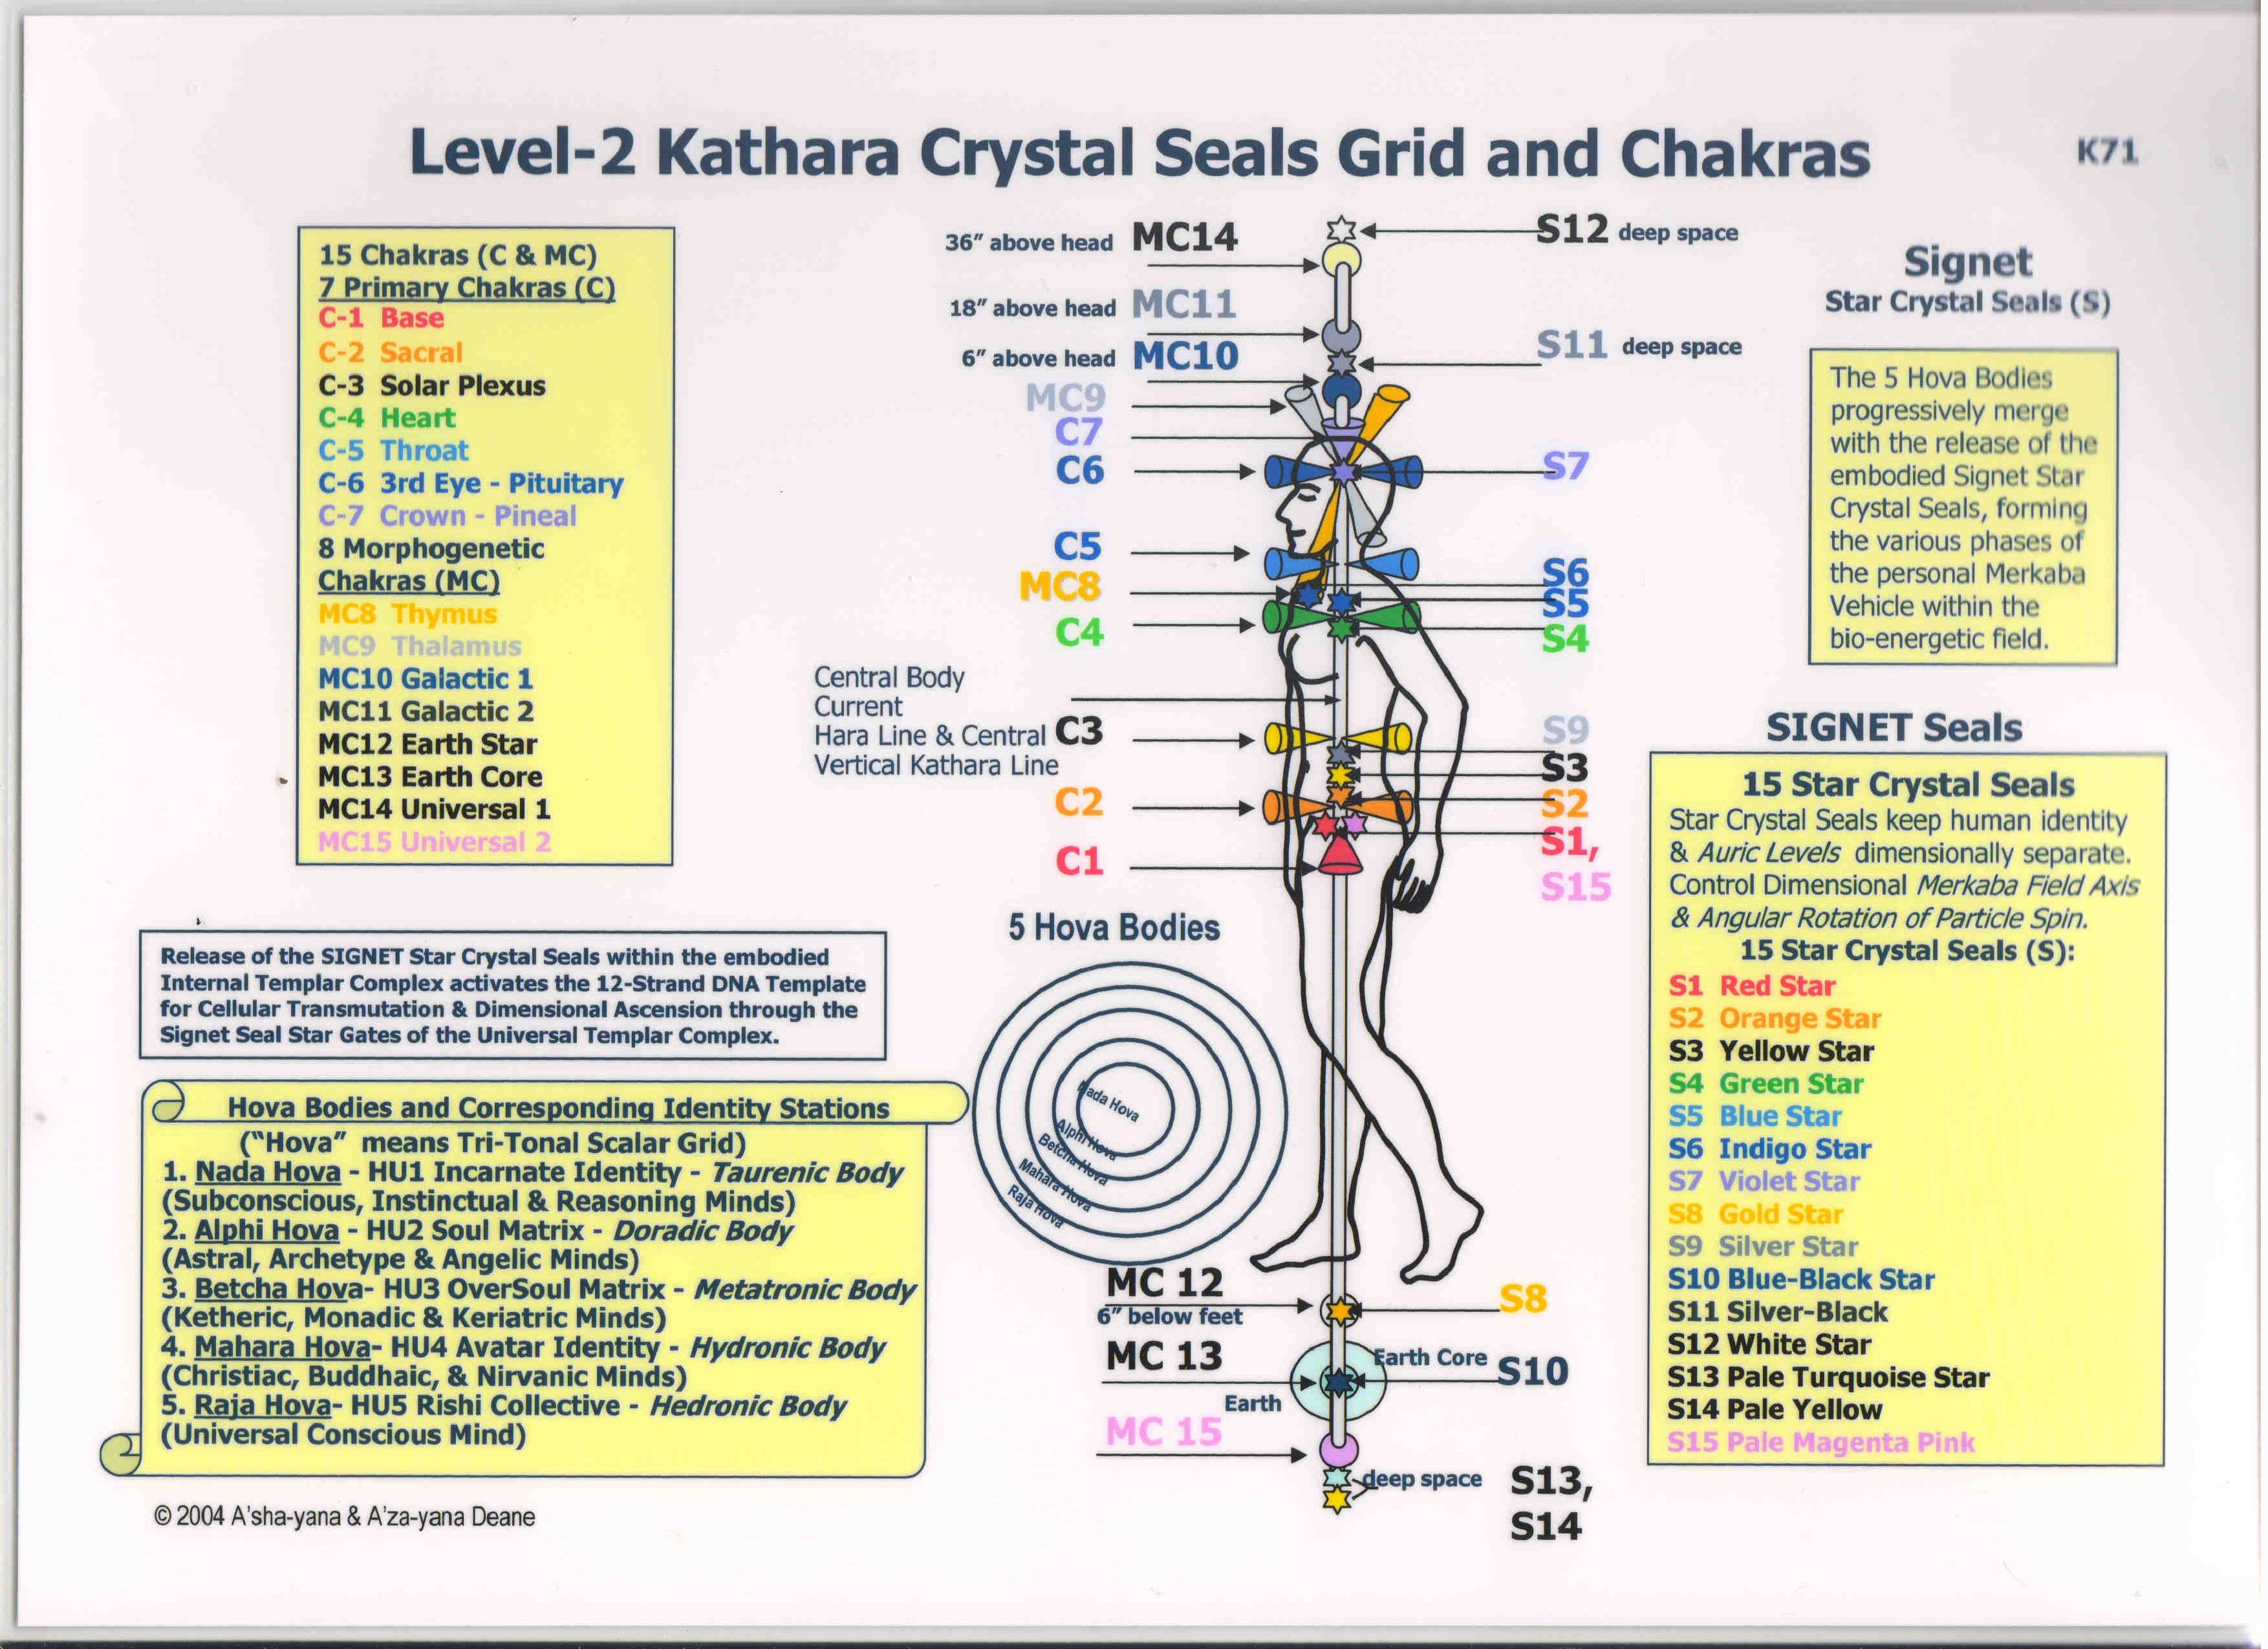 Level-2 Kathara Crystal Seals Grid and Chakras
K71
15 Chakras (C & MC)
7 Primary Chakras (C)
C-1 Base
C-2 Sacral
C-3 Solar Plexus
C-4 Heart
C-5 Throat
C-6 3rd Eye - Pituitary
C-7 Crown - Pineal
8 Morphogenetic
Chakras (MC)
MC8 Thymus
MC9 Thalamus
MC10 Galactic 1
MC11 Galactic 2
MC12 Earth Star
MC13 Earth Core
MC14 Universal 1
MC15 Universal 2
36" above head MC14
18" above head MC11
6" above head MC10
MC9
C7
C6
C5
MC8
C4
Central Body
Current
Hara Line & Central
Vertical Kathara Line
C3
C2
C1
S12 deep space
S11 deep space
S7
S6
S5
S4
S9
S3
S2
S1,
S15
Signet
Star Crystal Seals (S)
The 5 Hova Bodies
progressively merge
with the release of the
embodied Signet Star
Crystal Seals, forming
the various phases of
the personal Merkaba
Vehicle within the
bio-energetic field.
SIGNET Seals
15 Star Crystal Seals
Star Crystal Seals keep human identity
& Auric Levels dimensionally separate.
Control Dimensional Merkaba Field Axis
& Angular Rotation of Particle Spin.
15 Star Crystal Seals (S):
S1 Red Star
S2 Orange Star
S3 Yellow Star
S4 Green Star
S5 Blue Star
S6 Indigo Star
S7 Violet Star
S8 Gold Star
S9 Silver Star
S10 Blue-Black Star
S11 Silver-Black
S12 White Star
S13 Pale Turquoise Star
S14 Pale Yellow
S15 Pale Magenta Pink
Release of the SIGNET Star Crystal Seals within the embodied
Internal Templar Complex activates the 12-Strand DNA Template
for Cellular Transmutation & Dimensional Ascension through the
Signet Seal Star Gates of the Universal Templar Complex.
5 Hova Bodies
Nada Hova
Alphi Hova
Betcha Hova
Mahara Hova
Raja Hova
Hova Bodies and Corresponding Identity Stations
("Hova" means Tri-Tonal Scalar Grid)
1. Nada Hova - HU1 Incarnate Identity - Taurenic Body
(Subconscious, Instinctual & Reasoning Minds)
2. Alphi Hova - HU2 Soul Matrix - Doradic Body
(Astral, Archetype & Angelic Minds)
3. Betcha Hova- HU3 OverSoul Matrix - Metatronic Body
(Ketheric, Monadic & Keriatric Minds)
4. Mahara Hova- HU4 Avatar Identity - Hydronic Body
(Christiac, Buddhaic, & Nirvanic Minds)
5. Raja Hova- HU5 Rishi Collective - Hedronic Body
(Universal Conscious Mind)
MC 12
6" below feet
S8
MC 13
Earth Core S10
Earth
MC 15
deep space S13,
S14
© 2004 A'sha-yana & A'za-yana Deane